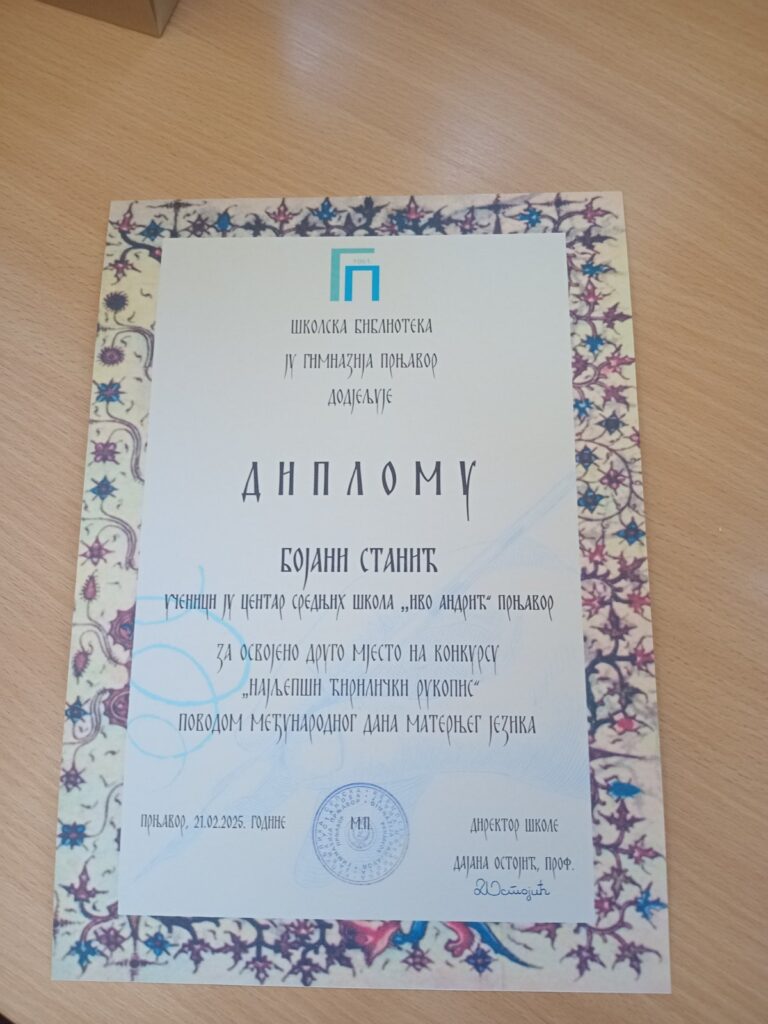 1961
ШКОЛСКА БИБЛИОТЕКА
ЈУ ГИМНАЗИЈА ПРЊАВОР
ДОДЈЕЉУЈЕ
ДИПЛОМУ
БОЈАНИ СТАНИЋ
УЧЕНИЦИ ЈУ ЦЕНТАР СРЕДЊИХ ШКОЛА „ИВО АНДРИЋ“ ПРЊАВОР
ЗА ОСВОЈЕНО ДРУГО МЈЕСТО НА КОНКУРСУ
„НАЈЉЕПШИ ЋИРИЛИЧКИ РУКОПИС“
ПОВОДОМ МЕЂУНАРОДНОГ ДАНА МАТЕРЊЕГ ЈЕЗИКА
ПРЊАВОР, 21.02.2025. ГОДИНЕ
М.П.
ДИРЕКТОР ШКОЛЕ
ДАЈАНА ОСТОЈИЋ, ПРОФ.
ДОстојић